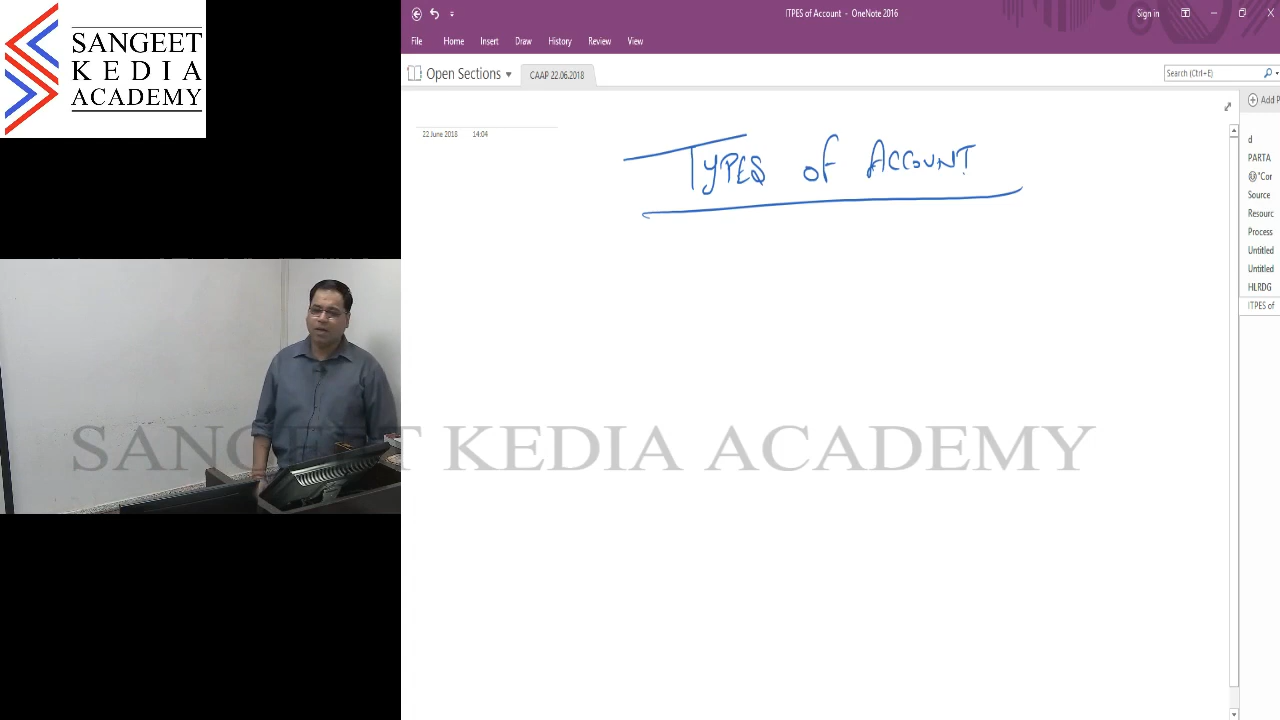 SANGEET
KEDIA
ACADEMY
ITPES of Account - OneNote 2016
Sign in
File Home Insert Draw History Review View
Open Sections
CAAP 22.06.2018
Search (Ctrl+E)
Add P
22 June 2018 14:04
TYPES of ACCOUNT
d
PARTA
"Cor
Source
Resourc
Process
Untitled
Untitled
HLRDG
ITPES of
SANGEET KEDIA ACADEMY